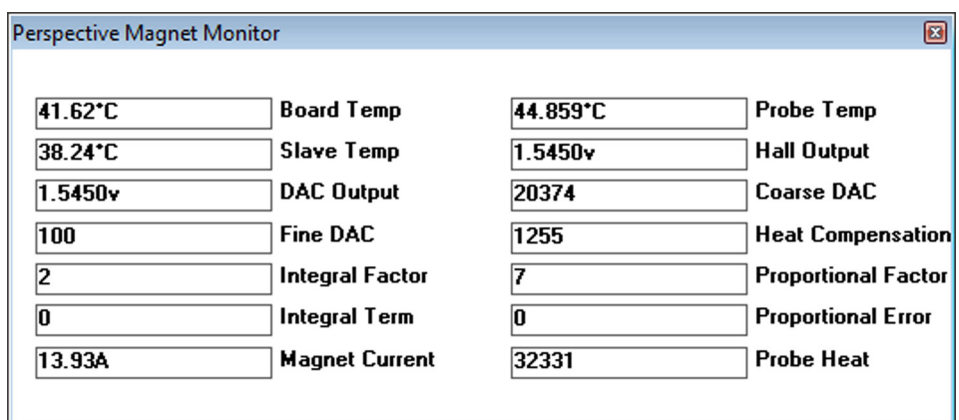 Perspective Magnet Monitor
41.62°C Board Temp 44.859°C Probe Temp
38.24°C Slave Temp 1.5450v Hall Output
1.5450v DAC Output 20374 Coarse DAC
100 Fine DAC 1255 Heat Compensation
2 Integral Factor 7 Proportional Factor
0 Integral Term 0 Proportional Error
13.93A Magnet Current 32331 Probe Heat